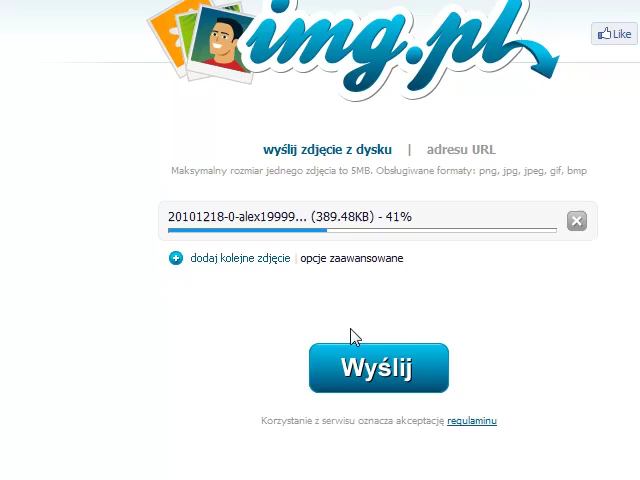 img.pl
Like
wyślij zdjęcie z dysku | adresu URL
Maksymalny rozmiar jednego zdjęcia to 5MB. Obsługiwane formaty: png, jpg, jpeg, gif, bmp
20101218-0-alex19999... (389.48KB) - 41%
dodaj kolejne zdjęcie | opcje zaawansowane
Wyślij
Korzystanie z serwisu oznacza akceptację regulaminu